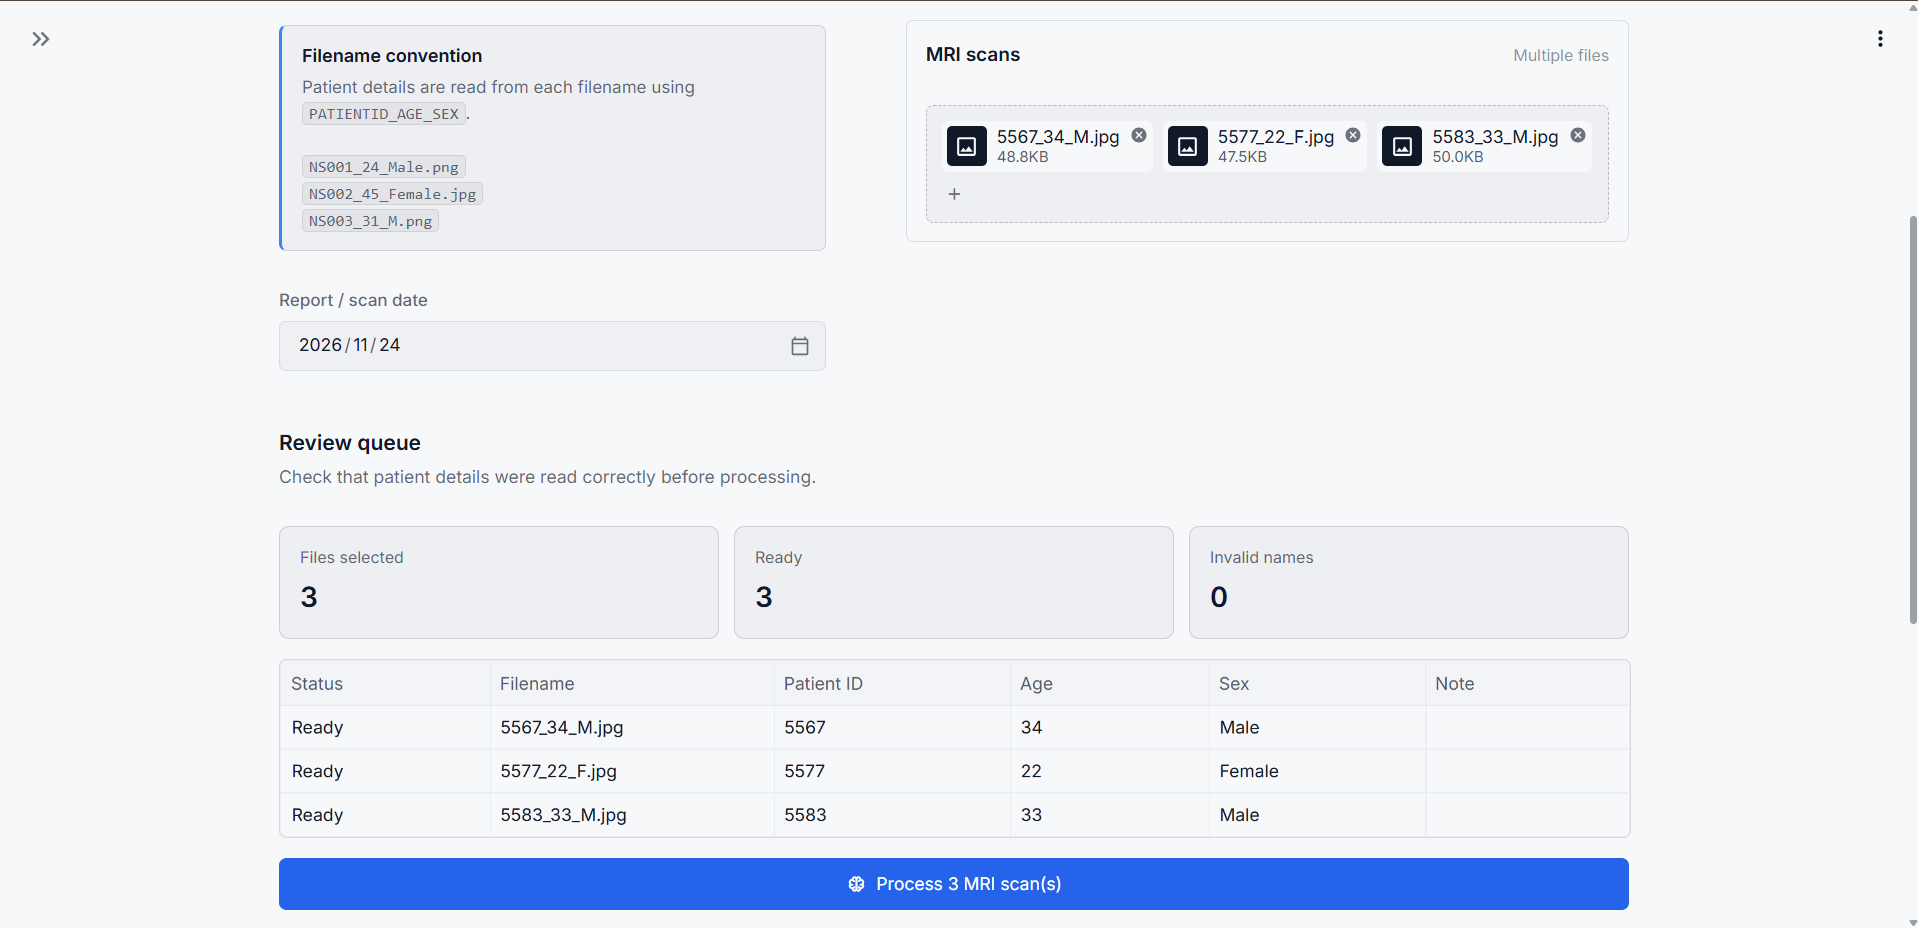 Filename convention
Patient details are read from each filename using
PATIENTID_AGE_SEX.
NS001_24_Male.png
NS002_45_Female.jpg
NS003_31_M.png
MRI scans
Multiple files
5567_34_M.jpg
48.8KB
5577_22_F.jpg
47.5KB
5583_33_M.jpg
50.0KB
Report / scan date
2026/11/24
Review queue
Check that patient details were read correctly before processing.
Files selected
3
Ready
3
Invalid names
0
Status Filename Patient ID Age Sex Note
Ready 5567_34_M.jpg 5567 34 Male
Ready 5577_22_F.jpg 5577 22 Female
Ready 5583_33_M.jpg 5583 33 Male
Process 3 MRI scan(s)